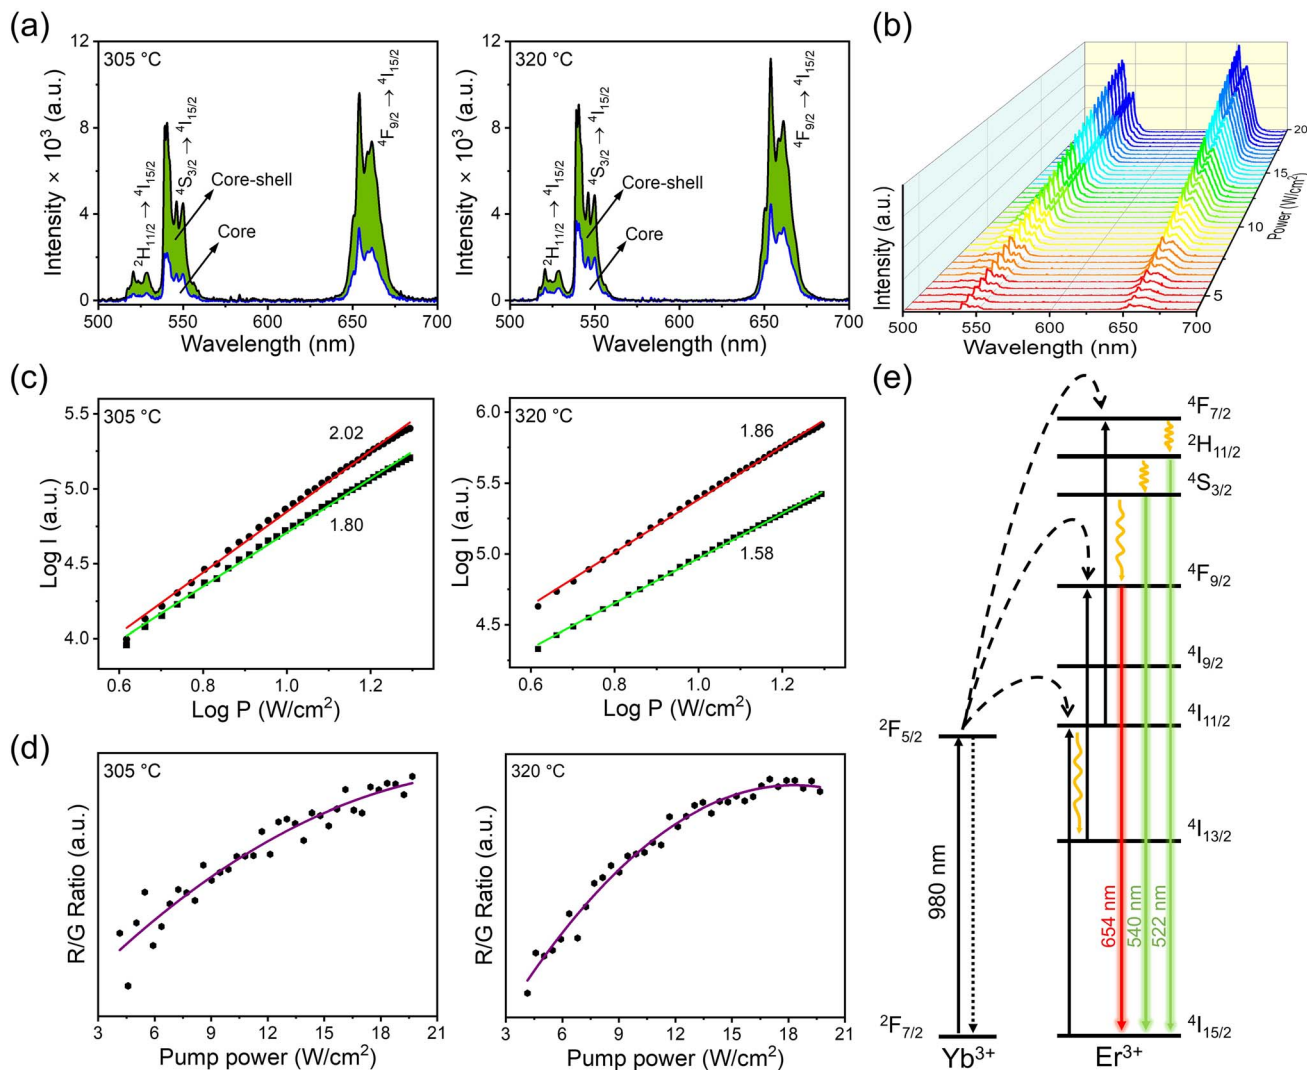 (a)
305 °C
Intensity × 10³ (a.u.)
12
8
4
0
²H₁₁/₂ → ⁴I₁₅/₂
⁴S₃/₂ → ⁴I₁₅/₂
⁴F₉/₂ → ⁴I₁₅/₂
Core-shell
Core
500 550 600 650 700
Wavelength (nm)
320 °C
Intensity × 10³ (a.u.)
12
8
4
0
²H₁₁/₂ → ⁴I₁₅/₂
⁴S₃/₂ → ⁴I₁₅/₂
⁴F₉/₂ → ⁴I₁₅/₂
Core-shell
Core
500 550 600 650 700
Wavelength (nm)
(b)
Intensity (a.u.)
500 550 600 650 700
Wavelength (nm)
5
10
15
20
Power (W/cm²)
(c)
305 °C
Log I (a.u.)
5.5
5.0
4.5
4.0
2.02
1.80
0.6 0.8 1.0 1.2
Log P (W/cm²)
320 °C
Log I (a.u.)
6.0
5.5
5.0
4.5
1.86
1.58
0.6 0.8 1.0 1.2
Log P (W/cm²)
(d)
305 °C
R/G Ratio (a.u.)
3 6 9 12 15 18 21
Pump power (W/cm²)
320 °C
R/G Ratio (a.u.)
3 6 9 12 15 18 21
Pump power (W/cm²)
(e)
⁴F₇/₂
²H₁₁/₂
⁴S₃/₂
⁴F₉/₂
⁴I₉/₂
⁴I₁₁/₂
⁴I₁₃/₂
⁴I₁₅/₂
²F₅/₂
²F₇/₂
980 nm
654 nm
540 nm
522 nm
Yb³⁺
Er³⁺